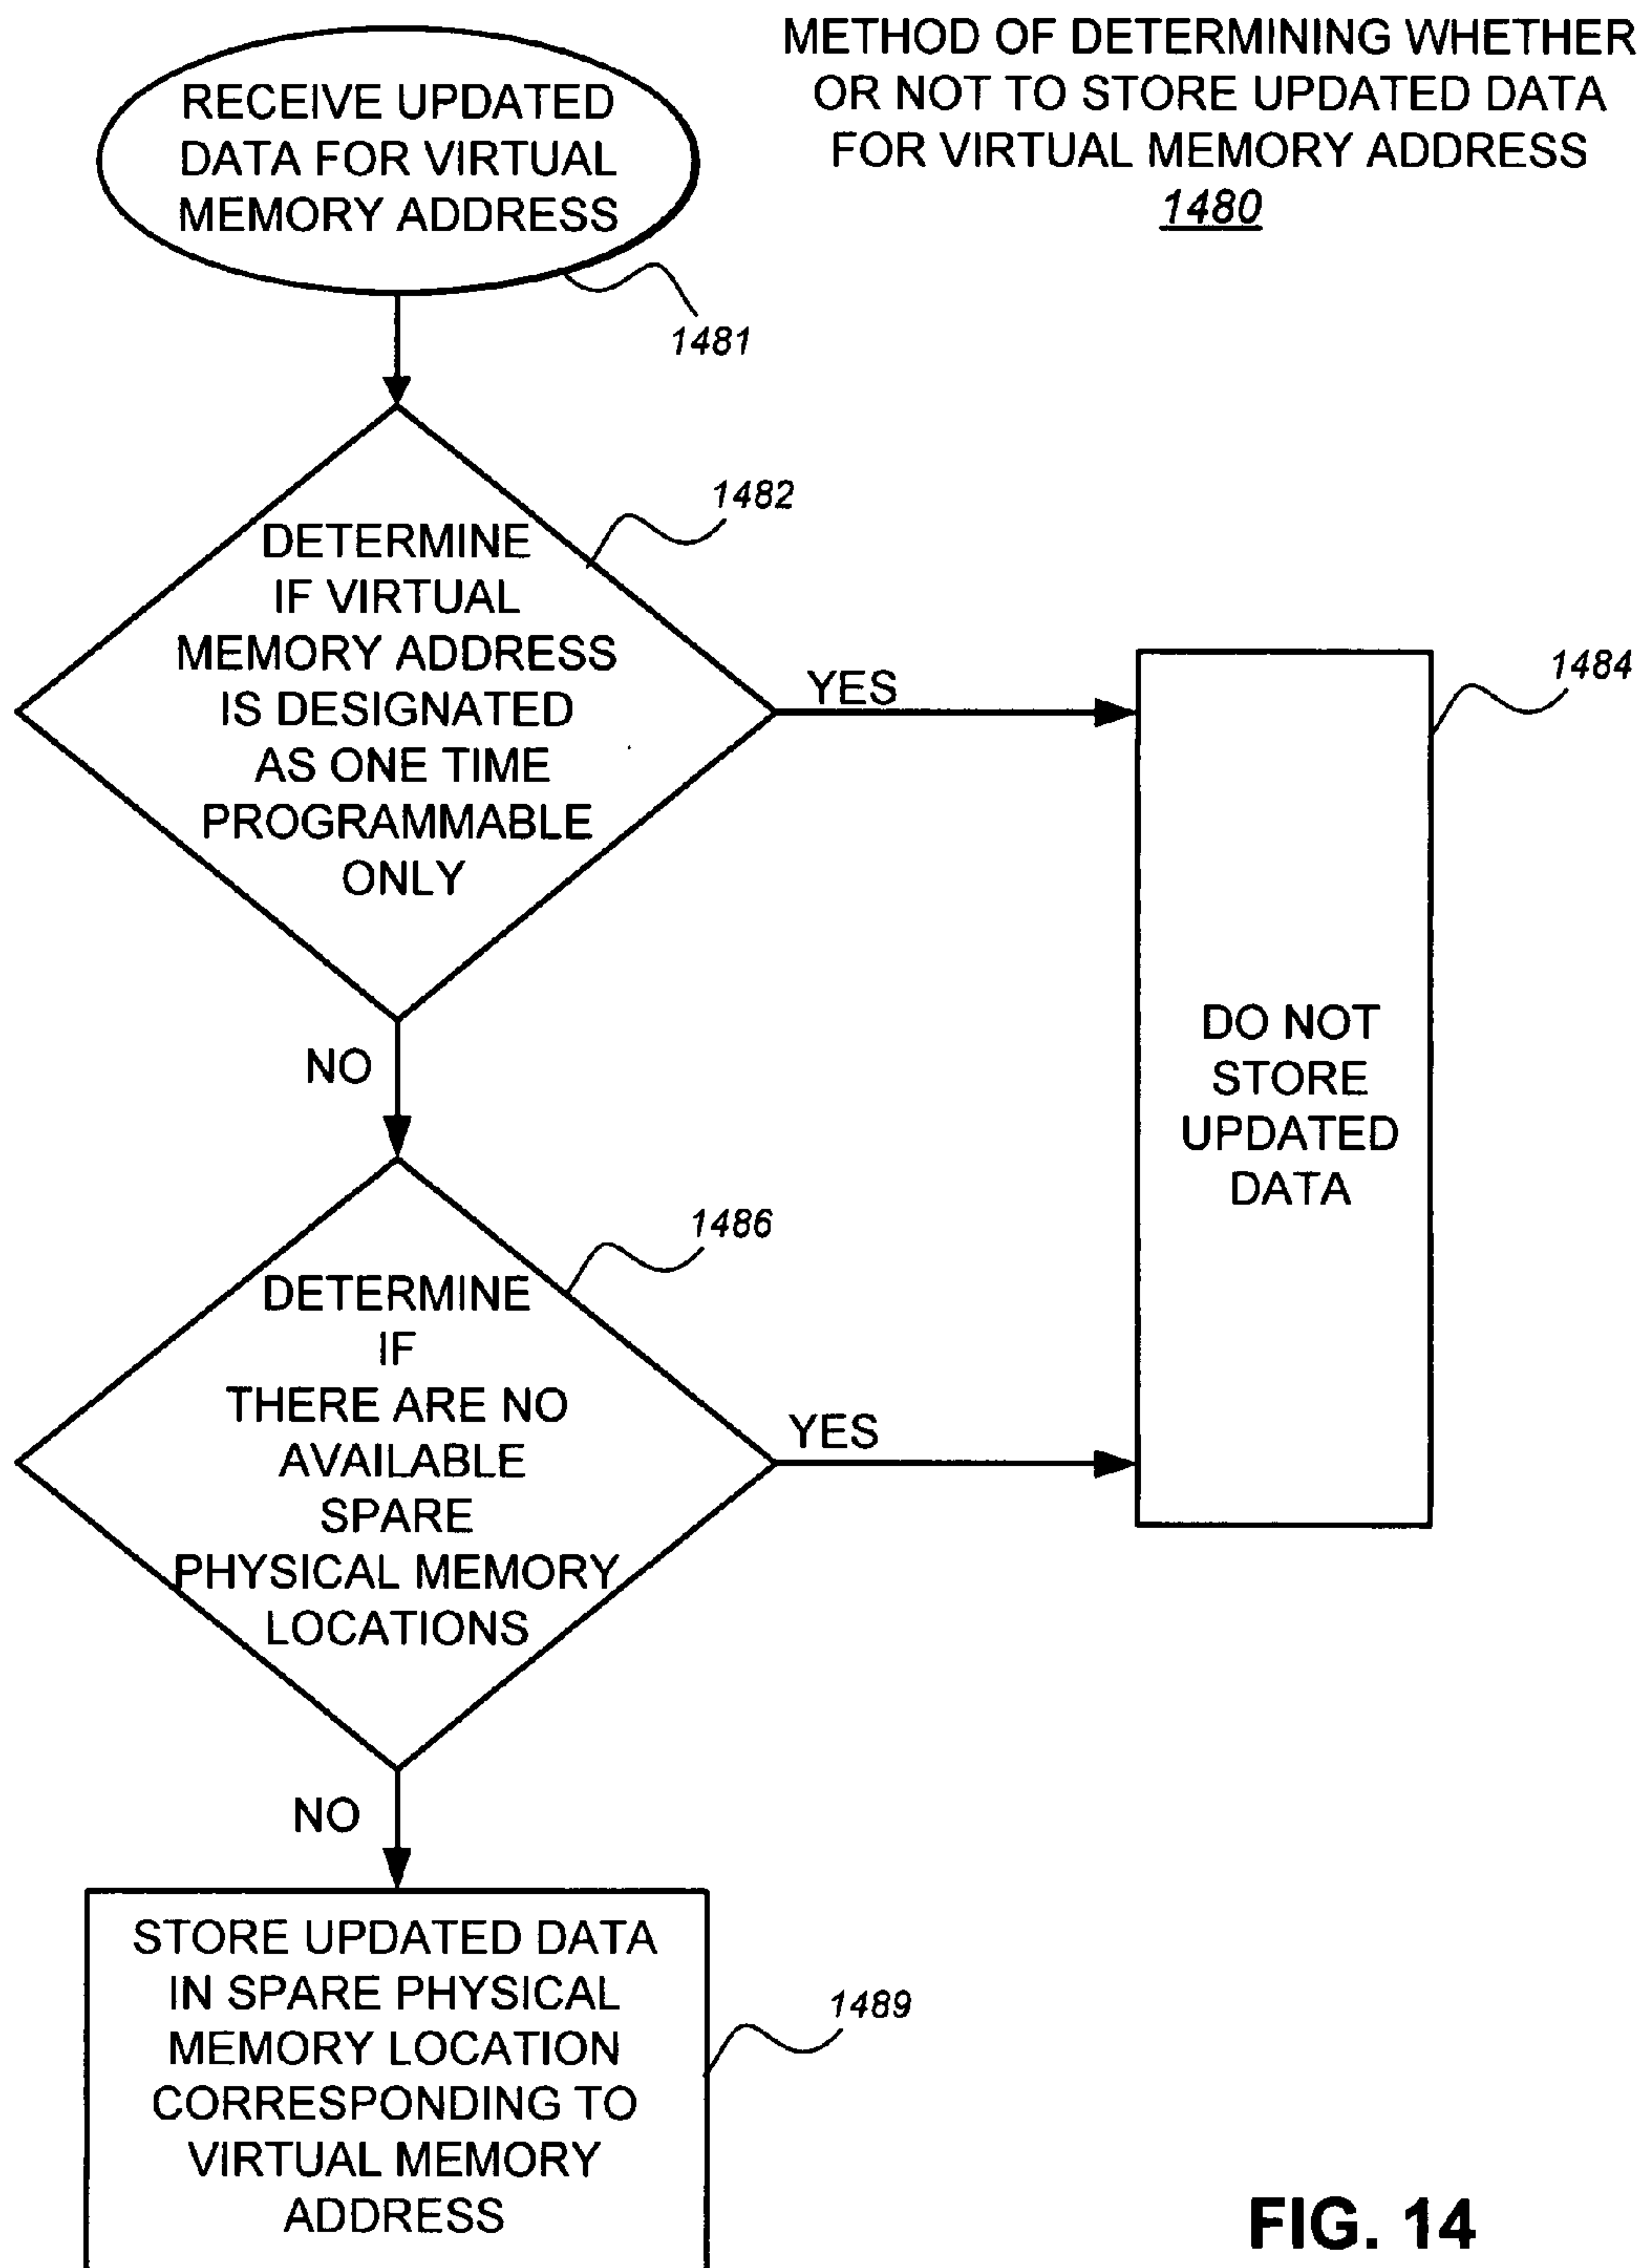 METHOD OF DETERMINING WHETHER
OR NOT TO STORE UPDATED DATA
FOR VIRTUAL MEMORY ADDRESS
1480
RECEIVE UPDATED
DATA FOR VIRTUAL
MEMORY ADDRESS
1481
DETERMINE
IF VIRTUAL
MEMORY ADDRESS
IS DESIGNATED
AS ONE TIME
PROGRAMMABLE
ONLY
1482
YES
1484
DO NOT
STORE
UPDATED
DATA
NO
DETERMINE
IF
THERE ARE NO
AVAILABLE
SPARE
PHYSICAL MEMORY
LOCATIONS
1486
YES
NO
STORE UPDATED DATA
IN SPARE PHYSICAL
MEMORY LOCATION
CORRESPONDING TO
VIRTUAL MEMORY
ADDRESS
1489
FIG. 14